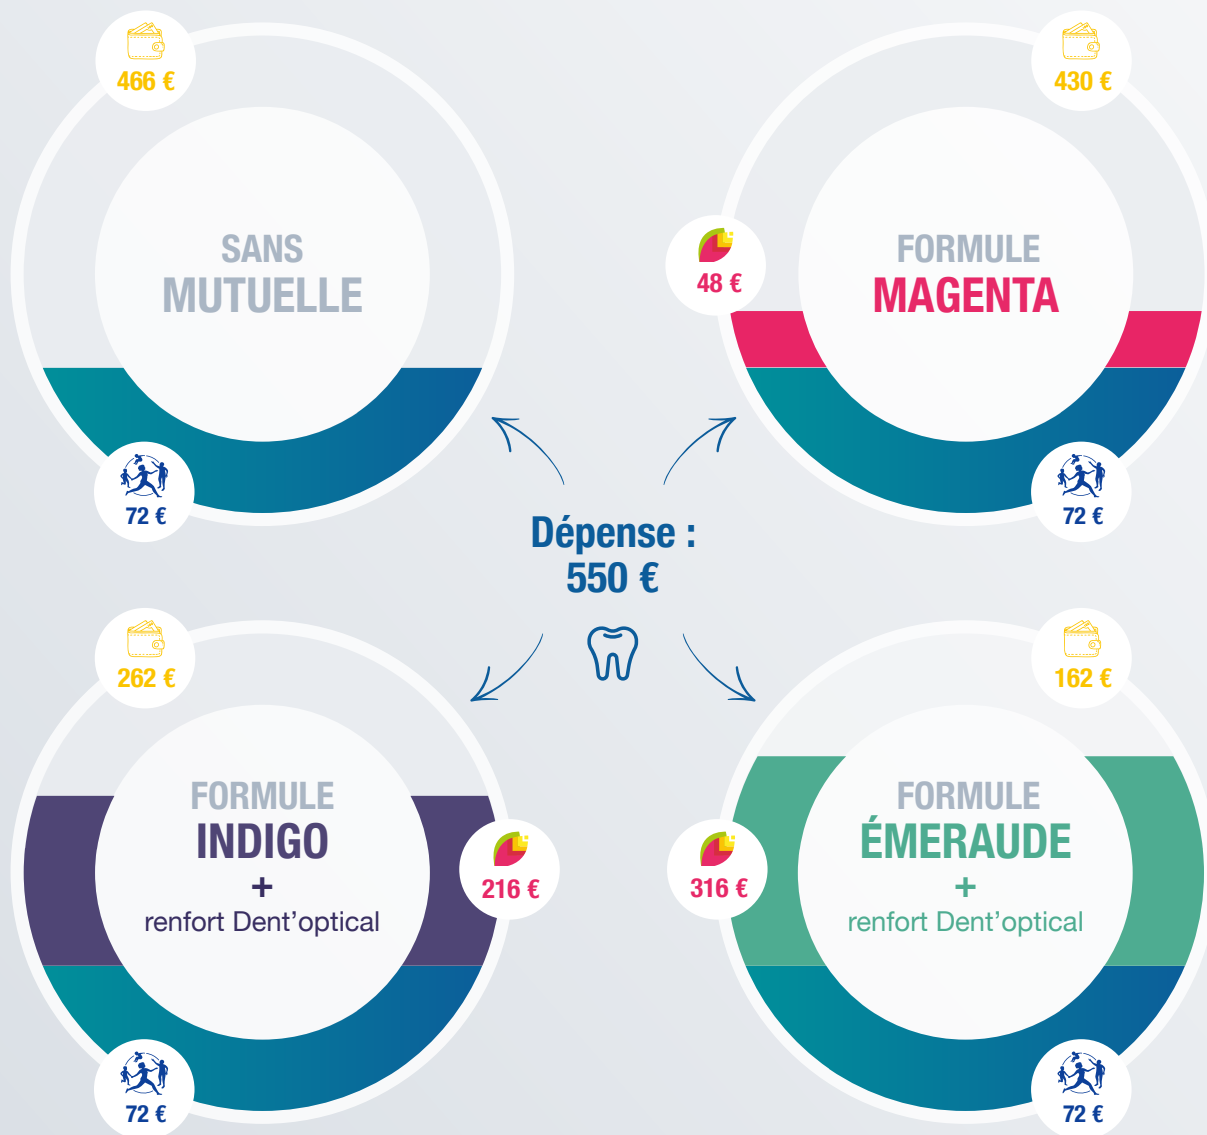 466 €
SANS
MUTUELLE
72 €
430 €
48 €
FORMULE
MAGENTA
72 €
Dépense :
550 €
262 €
FORMULE
INDIGO
+
renfort Dent’optical
216 €
72 €
162 €
316 €
FORMULE
ÉMERAUDE
+
renfort Dent’optical
72 €